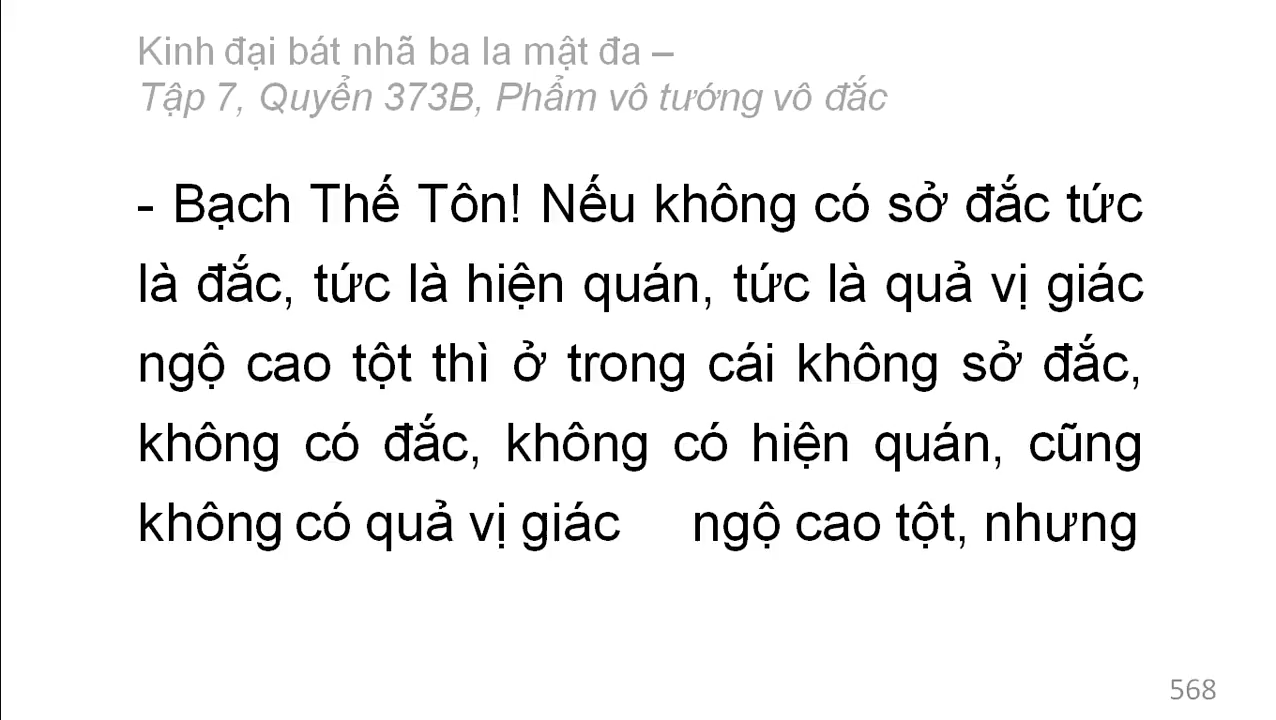 Kinh đại bát nhã ba la mật đa –
Tập 7, Quyển 373B, Phẩm vô tướng vô đắc
- Bạch Thế Tôn! Nếu không có sở đắc tức
là đắc, tức là hiện quán, tức là quả vị giác
ngộ cao tột thì ở trong cái không sở đắc,
không có đắc, không có hiện quán, cũng
không có quả vị giác ngộ cao tột, nhưng
568